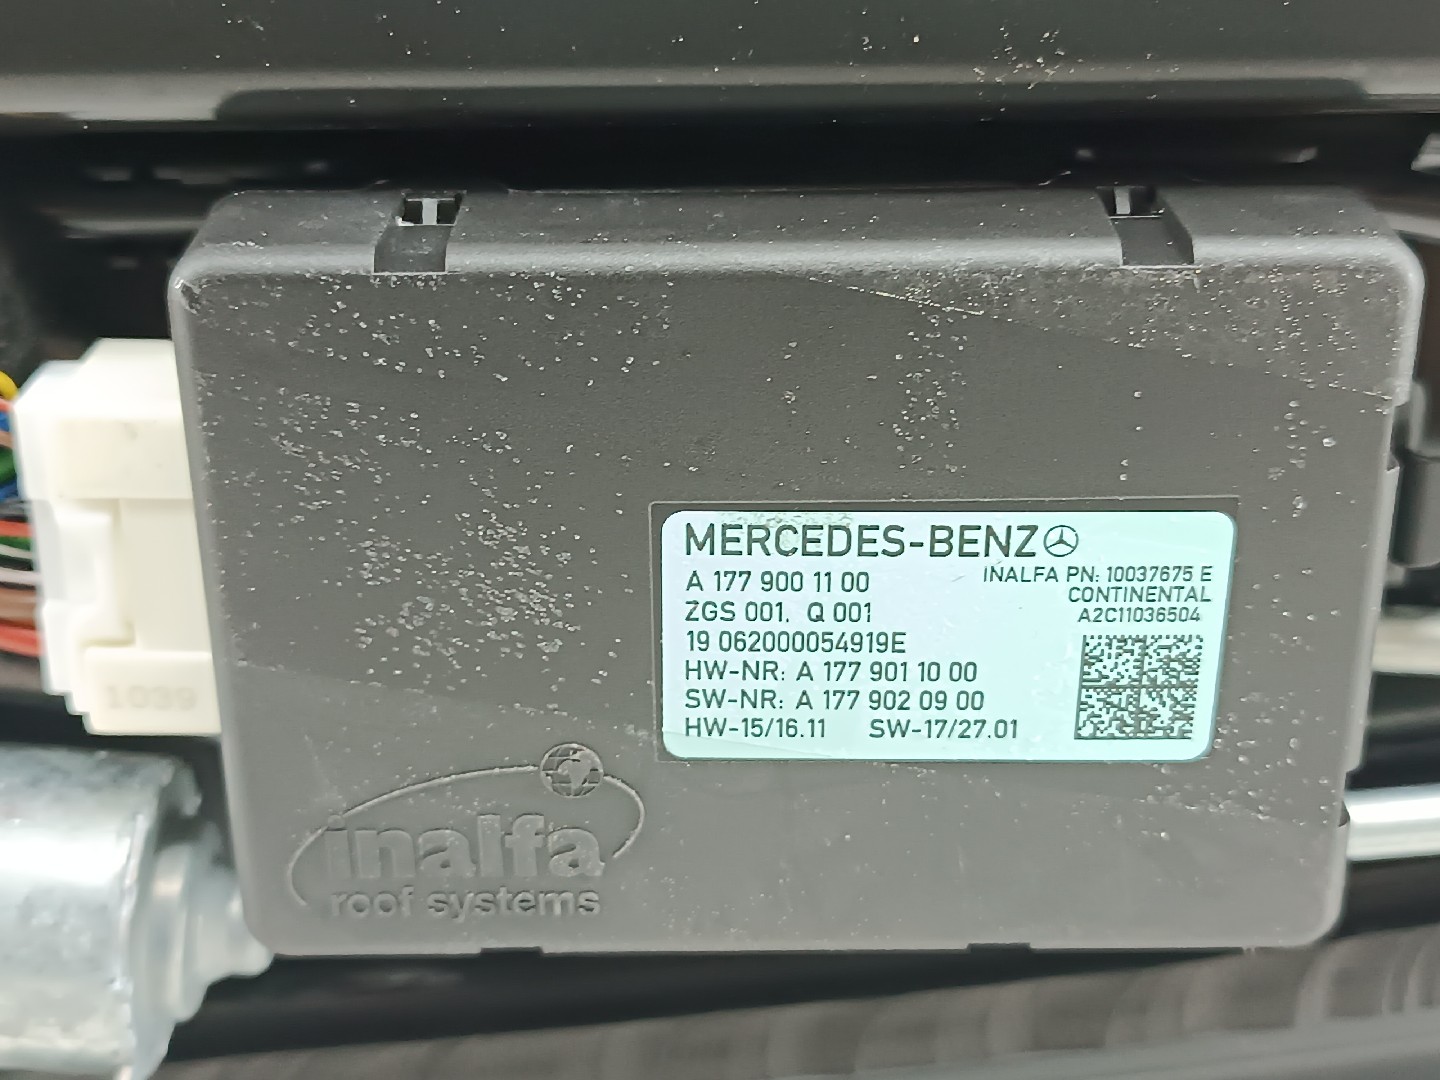 MERCEDES-BENZ
A 177 900 11 00
INALFA PN: 10037675 E
ZGS 001, Q 001
CONTINENTAL
A2C11036504
19 062000054919E
HW-NR: A 177 901 10 00
SW-NR: A 177 902 09 00
HW-15/16.11 SW-17/27.01
1039
inalfa
roof systems